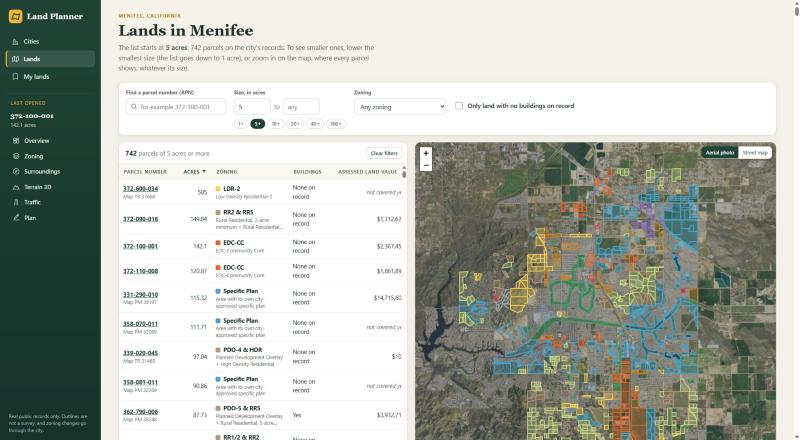 Land Planner
Cities
Lands
My lands
LAST OPENED
372-100-001
142.1 acres
Overview
Zoning
Surroundings
Terrain 3D
Traffic
Plan
Real public records only. Outlines are
not a survey, and zoning changes go
through the city.
MENIFEE, CALIFORNIA
Lands in Menifee
The list starts at 5 acres: 742 parcels on the city's records. To see smaller ones, lower the
smallest size (the list goes down to 1 acre), or zoom in on the map, where every parcel
shows, whatever its size.
Find a parcel number (APN)
for example 372-100-001
Size, in acres
5 to any
1+ 5+ 10+ 20+ 40+ 100+
Zoning
Any zoning
Only land with no buildings on record
742 parcels of 5 acres or more
Clear filters
PARCEL NUMBER ACRES ▼ ZONING BUILDINGS ASSESSED LAND VALUE
372-600-034 505 LDR-2 None on record not covered
Map TR 37668 Low Density Residential-2
372-090-016 149.84 RR2 & RR5 None on record $1,312,62
Rural Residential, 2-acre
minimum + Rural Residential...
372-100-001 142.1 EDC-CC None on record $2,367,45
EDC-Community Core
372-110-008 120.87 EDC-CC None on record $1,861,89
EDC-Community Core
331-290-010 115.32 Specific Plan None on record $14,715,60
Map PM 39197 Area with its own city-
approved specific plan
358-070-011 111.71 Specific Plan None on record not covered
Map PM 32269 Area with its own city-
approved specific plan
339-020-045 97.04 PDO-4 & HDR None on record $10
Map TR 31465 Planned Development Overlay
+ High Density Residential
358-081-011 90.86 Specific Plan None on record not covered
Map PM 32269 Area with its own city-
approved specific plan
362-790-006 87.73 PDO-5 & RR5 Yes $3,932,71
Map PM 38248 Planned Development Overlay
+ Rural Residential, 5-acre...
RR1/2 & RR2 None on
+
−
Aerial photo
Street map